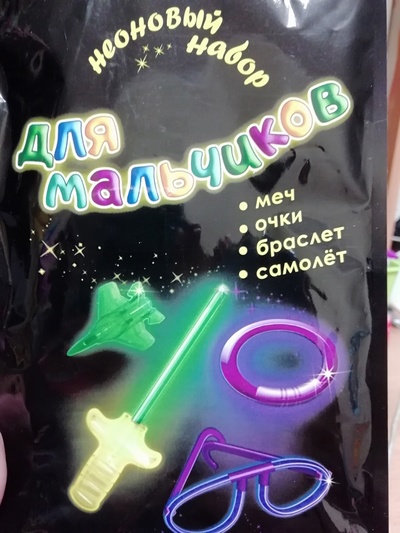 неоновый
набор
для
мальчиков
• меч
• очки
• браслет
• самолёт